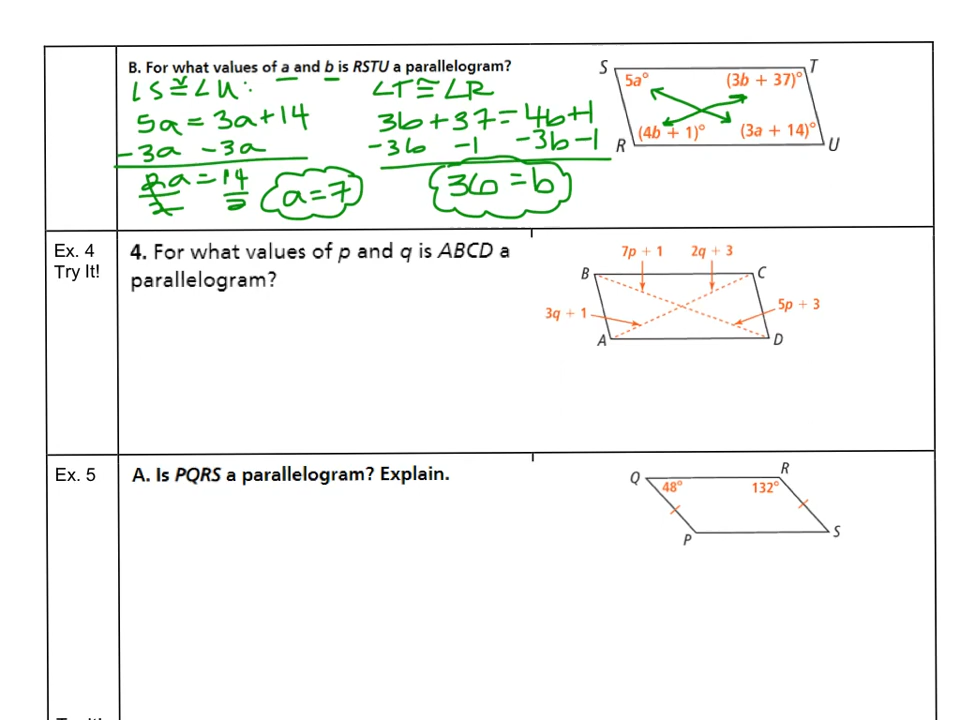 B. For what values of a and b is RSTU a parallelogram?
∠S ≅ ∠U:
5a = 3a + 14
-3a -3a
2a = 14
2 2
a = 7
∠T ≅ ∠R
3b + 37 = 4b + 1
-3b -1 -3b -1
36 = b
S
T
5a°
(3b + 37)°
(4b + 1)°
(3a + 14)°
R
U
Ex. 4
Try It!
4. For what values of p and q is ABCD a
parallelogram?
7p + 1 2q + 3
B
C
3q + 1
5p + 3
A
D
Ex. 5
A. Is PQRS a parallelogram? Explain.
Q
R
48°
132°
P
S